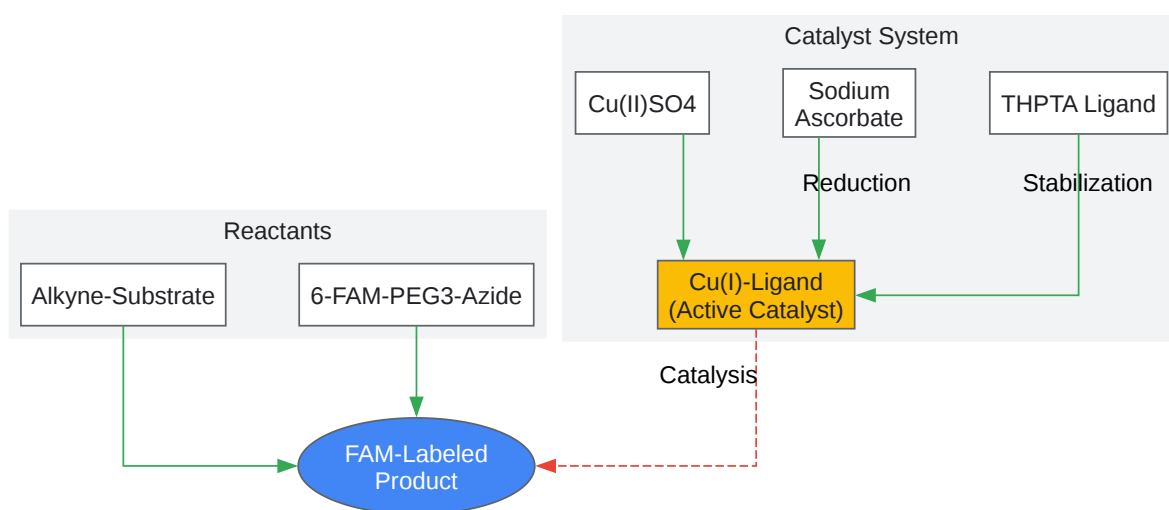 Catalyst System
Cu(II)SO4
Sodium
Ascorbate
THPTA Ligand
Reduction
Stabilization
Reactants
Alkyne-Substrate
6-FAM-PEG3-Azide
Cu(I)-Ligand
(Active Catalyst)
Catalysis
FAM-Labeled
Product